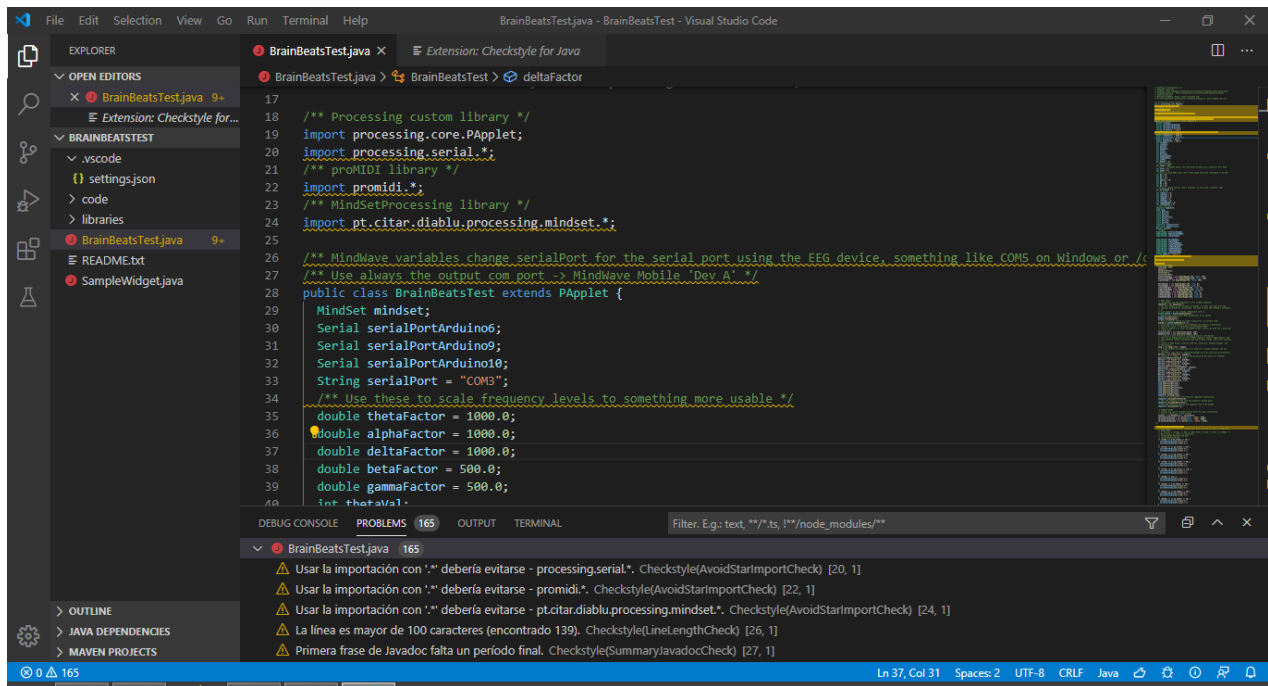 File Edit Selection View Go Run Terminal Help BrainBeatsTest.java - BrainBeatsTest - Visual Studio Code
EXPLORER
OPEN EDITORS
BrainBeatsTest.java 9+
Extension: Checkstyle for...
BRAINBEATSTEST
.vscode
{} settings.json
code
libraries
BrainBeatsTest.java 9+
README.txt
SampleWidget.java
OUTLINE
JAVA DEPENDENCIES
MAVEN PROJECTS
BrainBeatsTest.java Extension: Checkstyle for Java
BrainBeatsTest.java > BrainBeatsTest > deltaFactor
17
18 /** Processing custom library */
19 import processing.core.PApplet;
20 import processing.serial.*;
21 /** proMIDI library */
22 import promidi.*;
23 /** MindSetProcessing library */
24 import pt.citar.diablu.processing.mindset.*;
25
26 /** MindWave variables change serialPort for the serial port using the EEG device, something like COM5 on Windows or
27 /** Use always the output com port -> MindWave Mobile 'Dev A' */
28 public class BrainBeatsTest extends PApplet {
29 MindSet mindset;
30 Serial serialPortArduino6;
31 Serial serialPortArduino9;
32 Serial serialPortArduino10;
33 String serialPort = "COM3";
34 /** Use these to scale frequency levels to something more usable */
35 double thetaFactor = 1000.0;
36 double alphaFactor = 1000.0;
37 double deltaFactor = 1000.0;
38 double betaFactor = 500.0;
39 double gammaFactor = 500.0;
40 int thetaVal;
DEBUG CONSOLE PROBLEMS 165 OUTPUT TERMINAL Filter. E.g.: text, **/*.ts, !**/node_modules/**
BrainBeatsTest.java 165
Usar la importación con '.*' debería evitarse - processing.serial.*. Checkstyle(AvoidStarImportCheck) [20, 1]
Usar la importación con '.*' debería evitarse - promidi.*. Checkstyle(AvoidStarImportCheck) [22, 1]
Usar la importación con '.*' debería evitarse - pt.citar.diablu.processing.mindset.*. Checkstyle(AvoidStarImportCheck) [24, 1]
La línea es mayor de 100 caracteres (encontrado 139). Checkstyle(LineLengthCheck) [26, 1]
Primera frase de Javadoc falta un período final. Checkstyle(SummaryJavadocCheck) [27, 1]
0 165 Ln 37, Col 31 Spaces: 2 UTF-8 CRLF Java